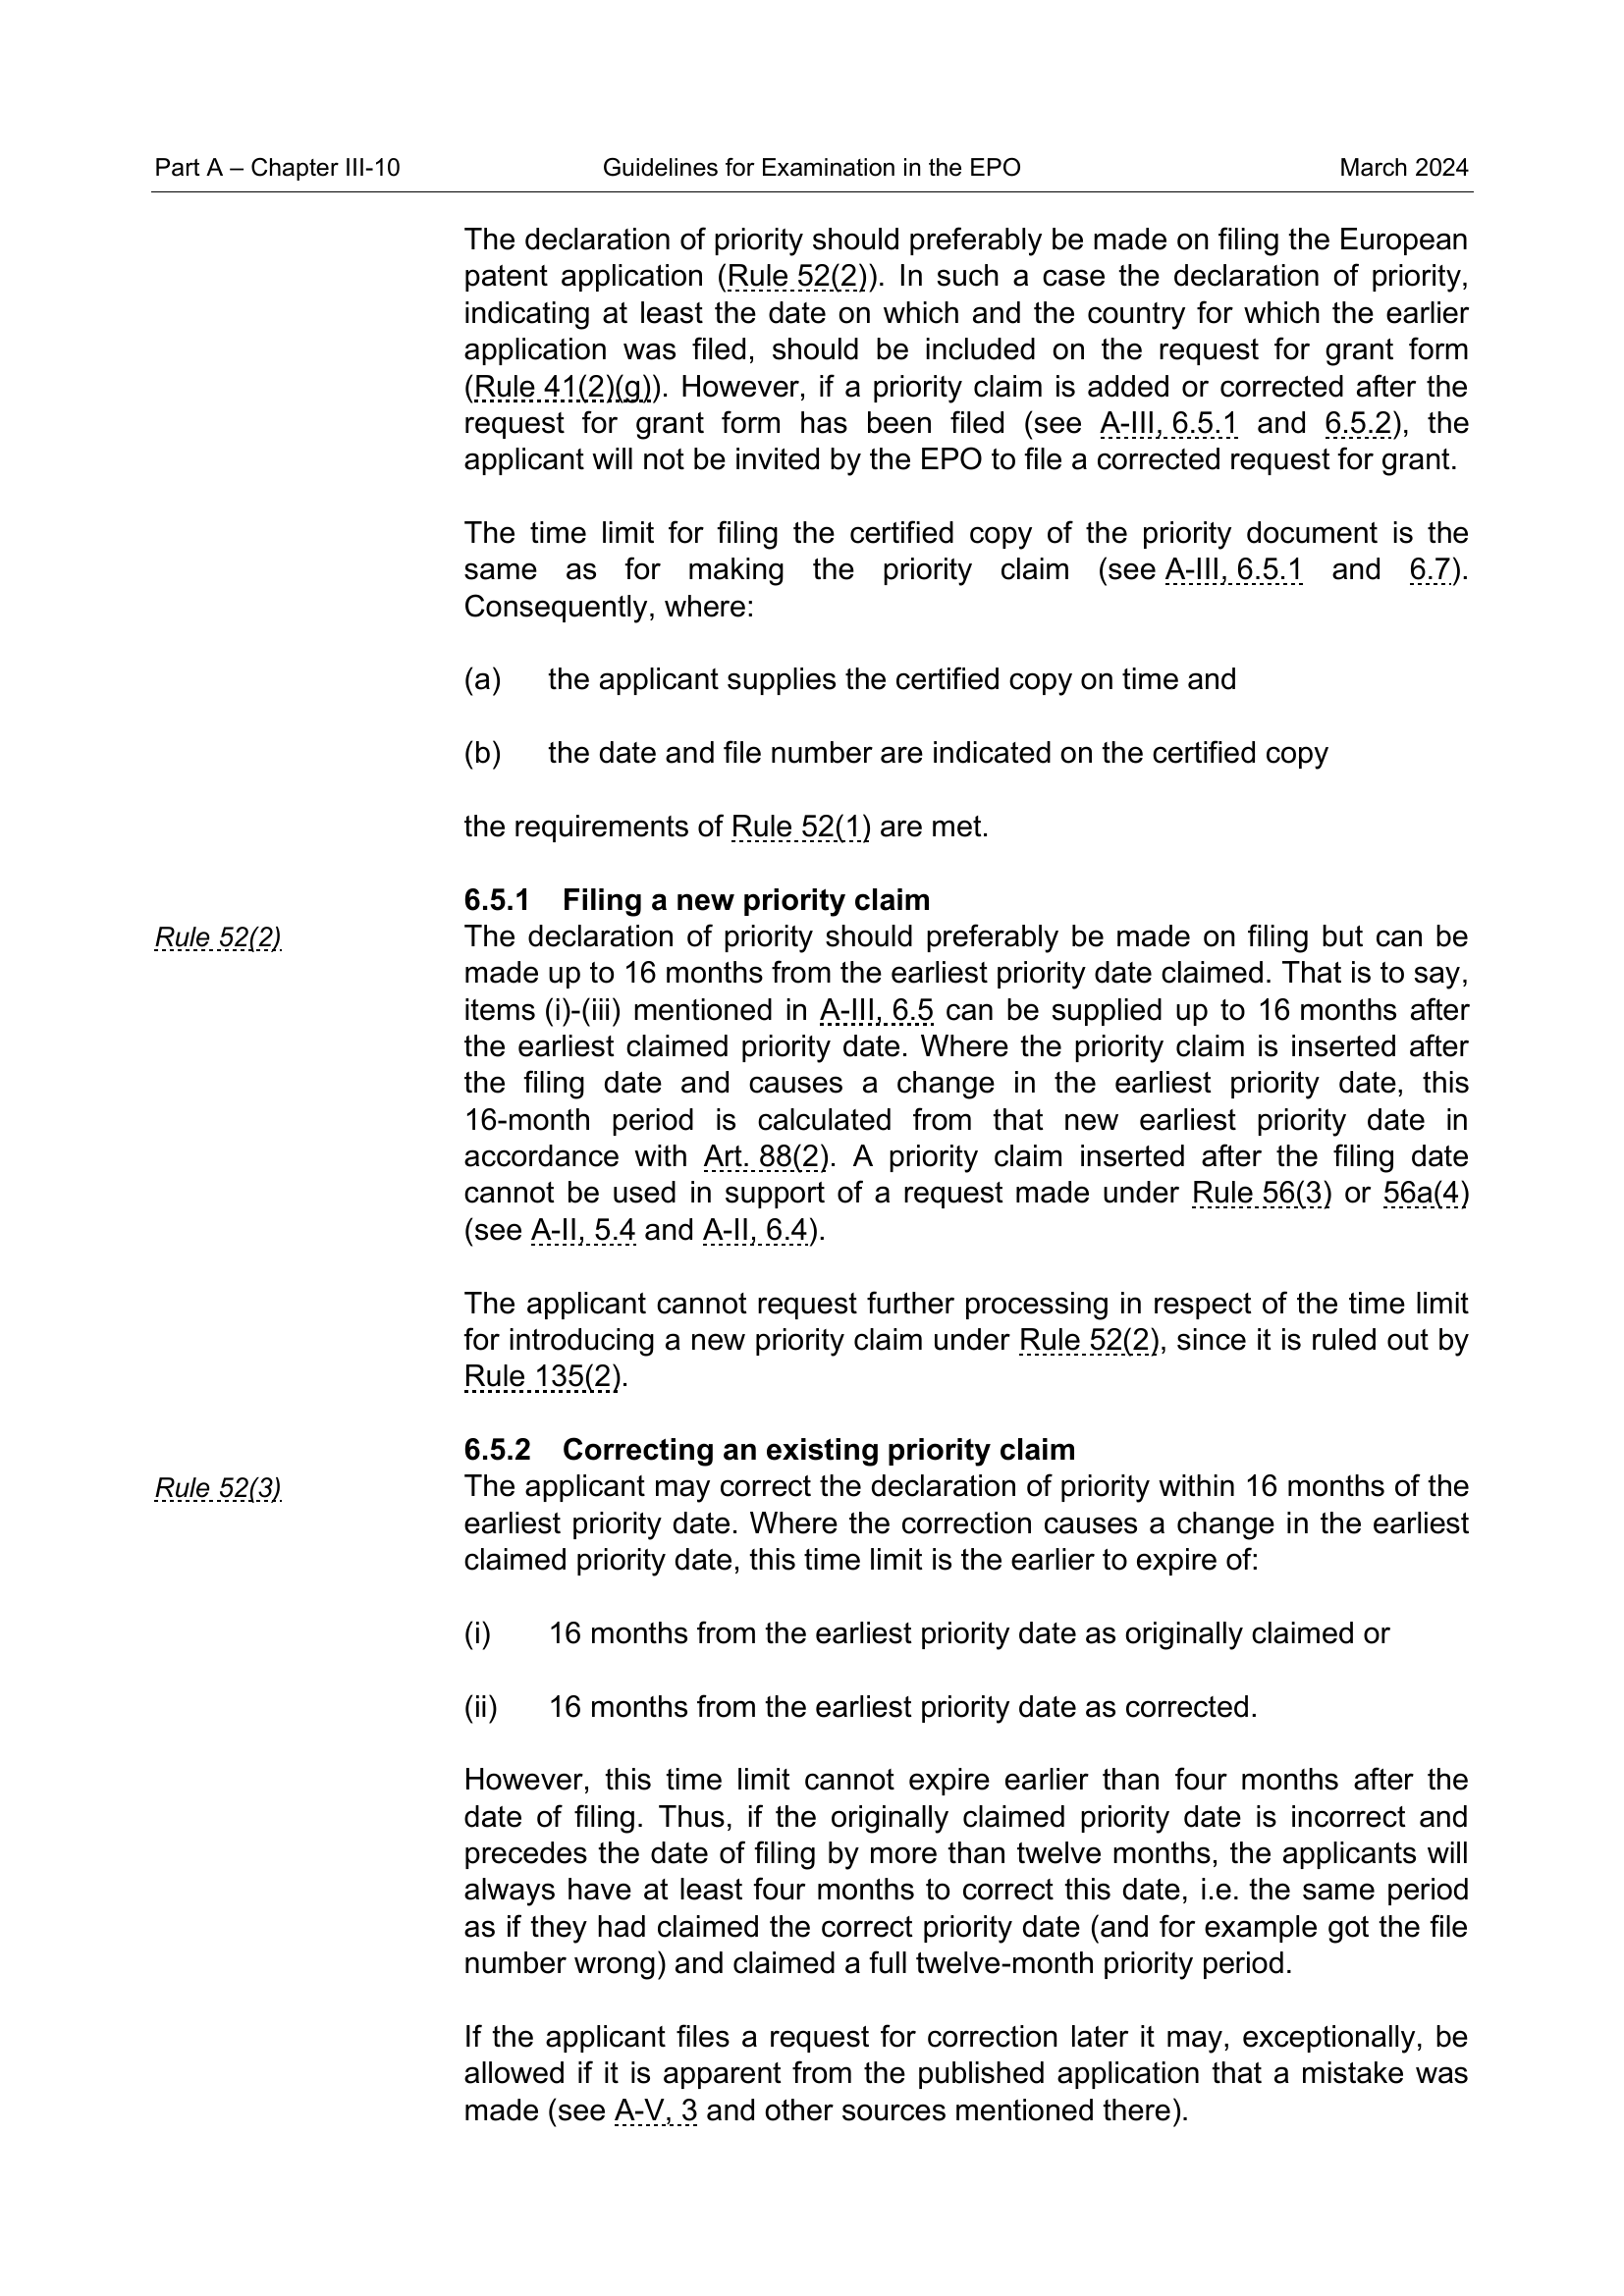 Part A – Chapter III-10 Guidelines for Examination in the EPO March 2024
The declaration of priority should preferably be made on filing the European
patent application (Rule 52(2)). In such a case the declaration of priority,
indicating at least the date on which and the country for which the earlier
application was filed, should be included on the request for grant form
(Rule 41(2)(g)). However, if a priority claim is added or corrected after the
request for grant form has been filed (see A-III, 6.5.1 and 6.5.2), the
applicant will not be invited by the EPO to file a corrected request for grant.
The time limit for filing the certified copy of the priority document is the
same as for making the priority claim (see A-III, 6.5.1 and 6.7).
Consequently, where:
(a) the applicant supplies the certified copy on time and
(b) the date and file number are indicated on the certified copy
the requirements of Rule 52(1) are met.
6.5.1 Filing a new priority claim
Rule 52(2) The declaration of priority should preferably be made on filing but can be
made up to 16 months from the earliest priority date claimed. That is to say,
items (i)-(iii) mentioned in A-III, 6.5 can be supplied up to 16 months after
the earliest claimed priority date. Where the priority claim is inserted after
the filing date and causes a change in the earliest priority date, this
16-month period is calculated from that new earliest priority date in
accordance with Art. 88(2). A priority claim inserted after the filing date
cannot be used in support of a request made under Rule 56(3) or 56a(4)
(see A-II, 5.4 and A-II, 6.4).
The applicant cannot request further processing in respect of the time limit
for introducing a new priority claim under Rule 52(2), since it is ruled out by
Rule 135(2).
6.5.2 Correcting an existing priority claim
Rule 52(3) The applicant may correct the declaration of priority within 16 months of the
earliest priority date. Where the correction causes a change in the earliest
claimed priority date, this time limit is the earlier to expire of:
(i) 16 months from the earliest priority date as originally claimed or
(ii) 16 months from the earliest priority date as corrected.
However, this time limit cannot expire earlier than four months after the
date of filing. Thus, if the originally claimed priority date is incorrect and
precedes the date of filing by more than twelve months, the applicants will
always have at least four months to correct this date, i.e. the same period
as if they had claimed the correct priority date (and for example got the file
number wrong) and claimed a full twelve-month priority period.
If the applicant files a request for correction later it may, exceptionally, be
allowed if it is apparent from the published application that a mistake was
made (see A-V, 3 and other sources mentioned there).